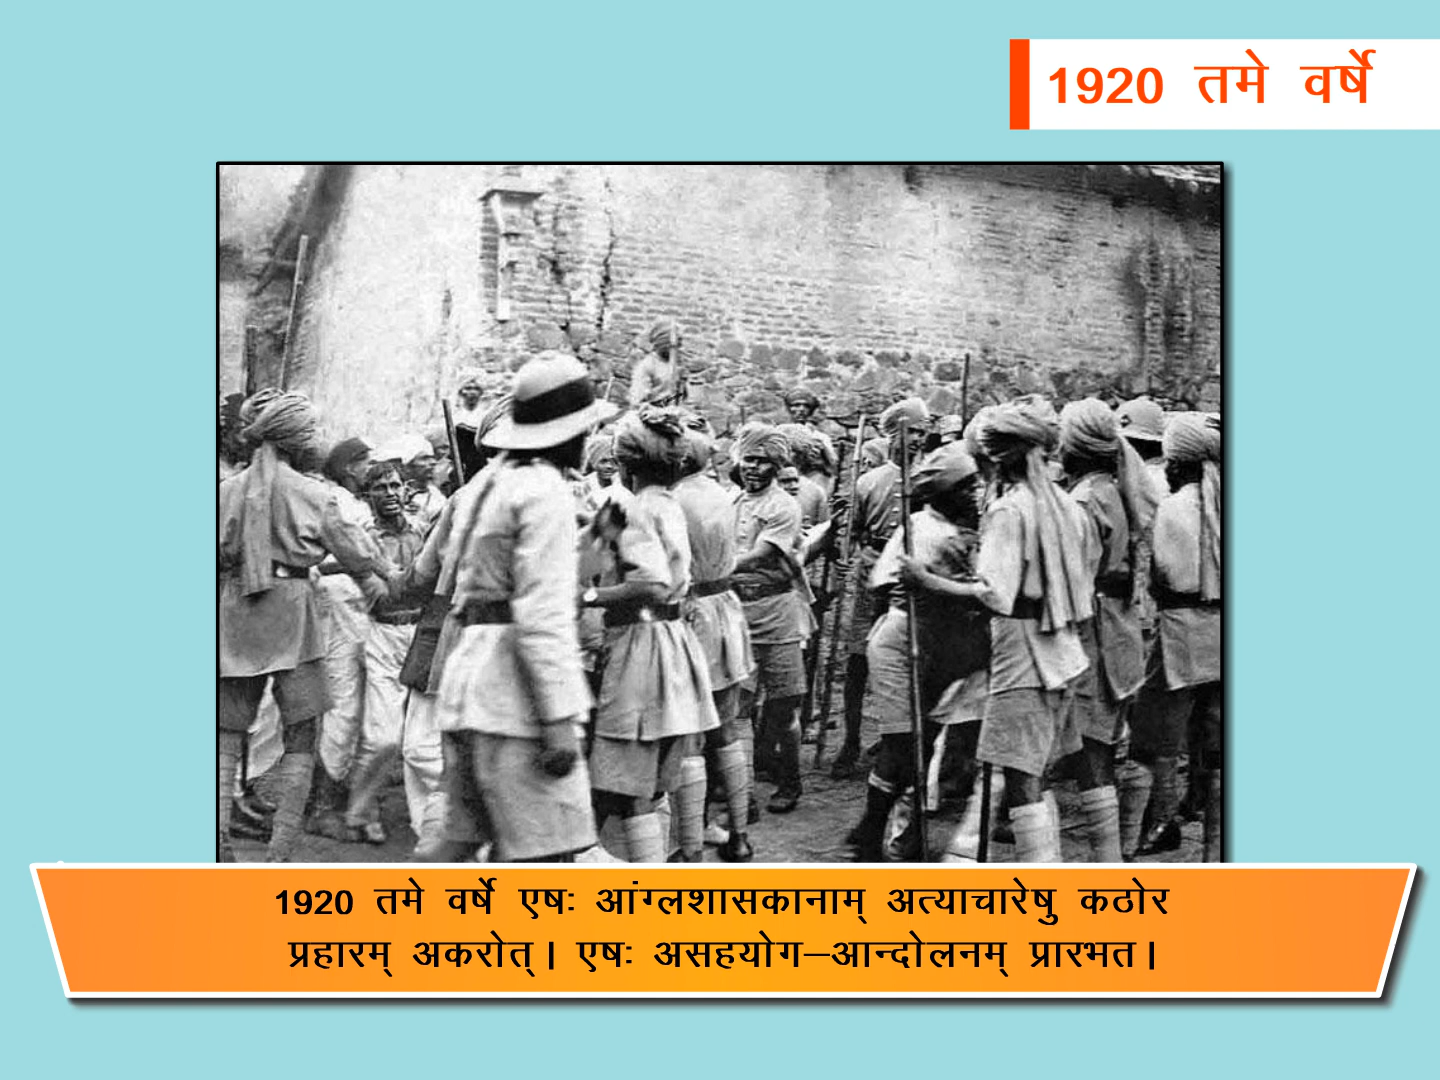 1920 तमे वर्षे
1920 तमे वर्षे एषः आंग्लशासकानाम् अत्याचारेषु कठोर
प्रहारम् अकरोत्। एषः असहयोग–आन्दोलनम् प्रारभत।